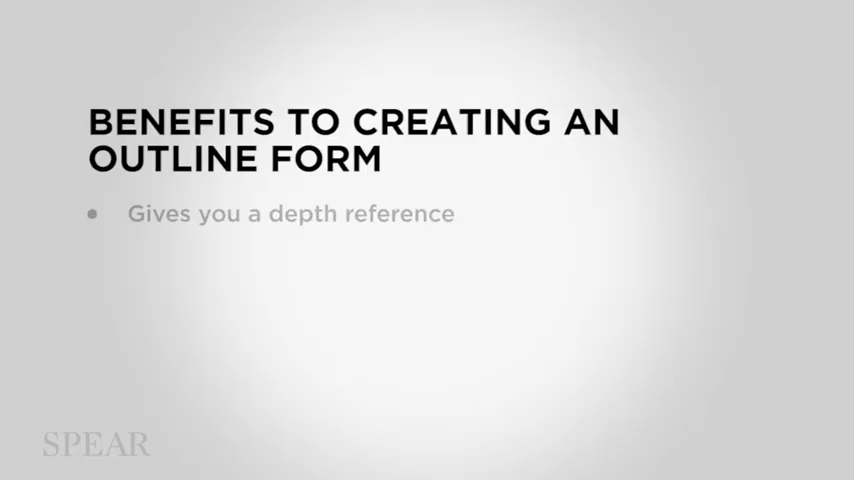 BENEFITS TO CREATING AN
OUTLINE FORM
• Gives you a depth reference
SPEAR